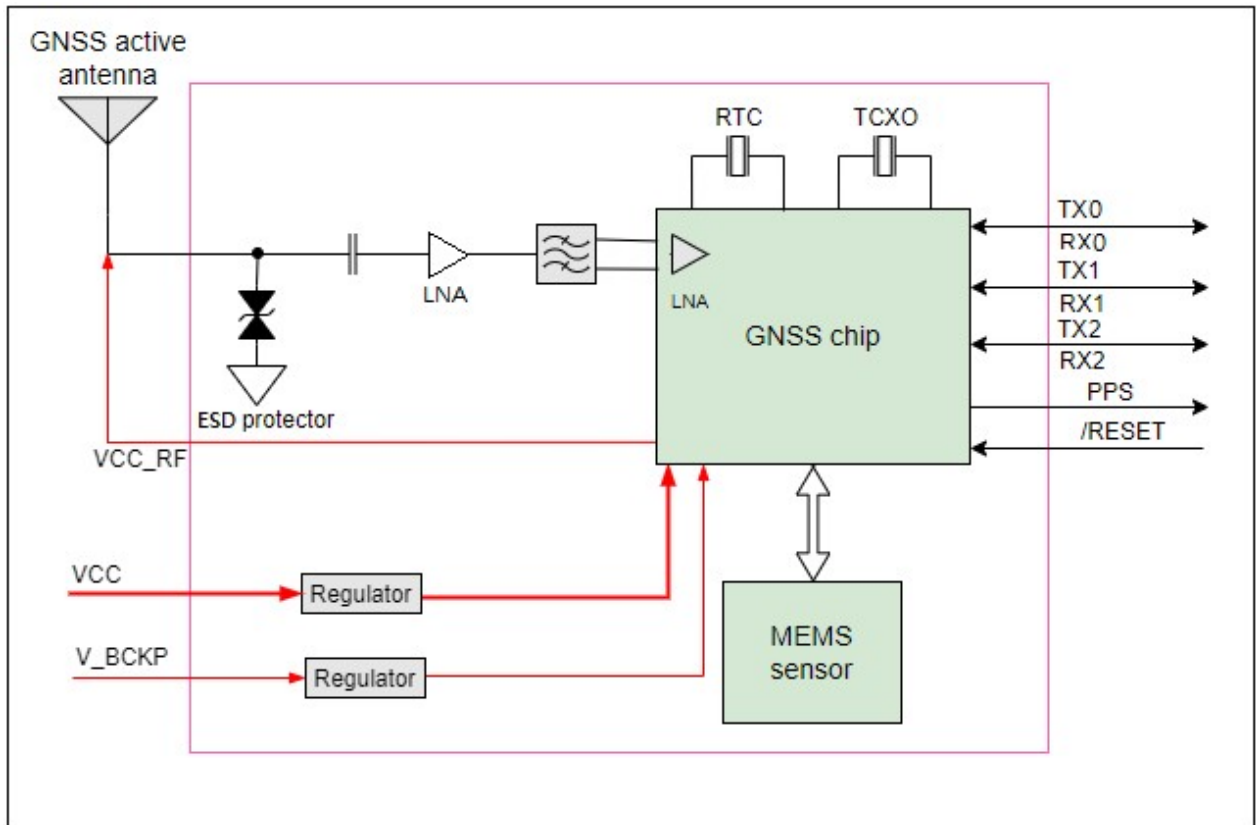 GNSS active
antenna
RTC
TCXO
TX0
RX0
TX1
RX1
TX2
RX2
PPS
/RESET
LNA
LNA
GNSS chip
ESD protector
VCC_RF
VCC
Regulator
V_BCKP
Regulator
MEMS
sensor